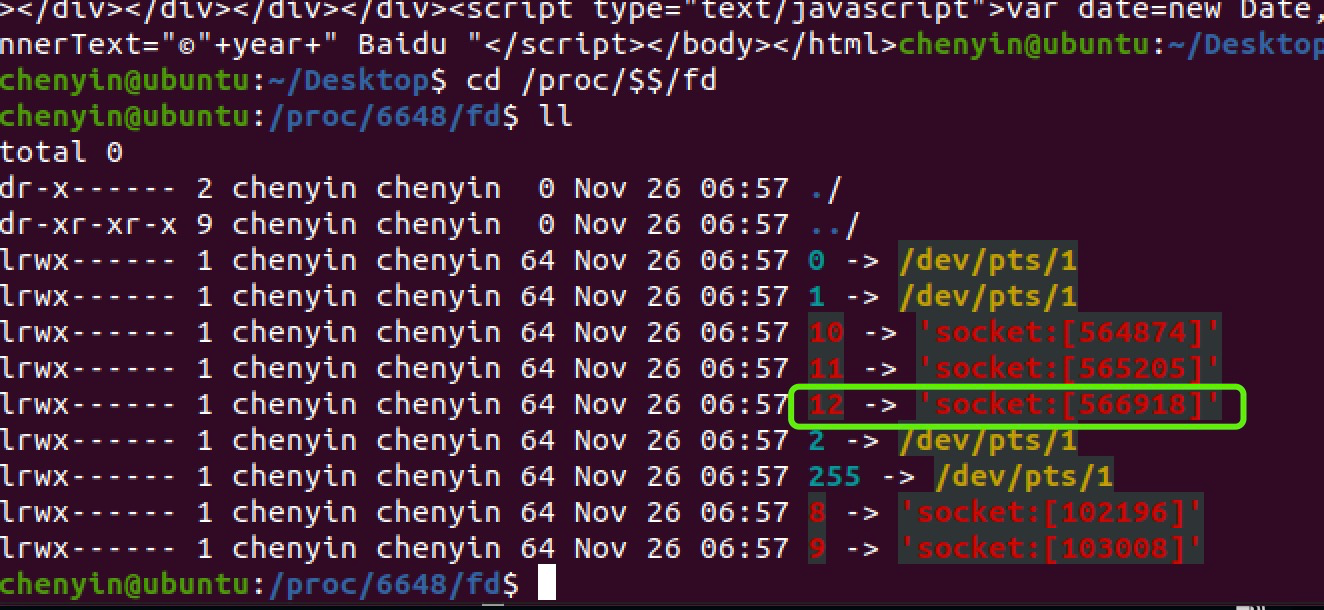 ></div></div></div></div><script type="text/javascript">var date=new Date,
nnerText="©"+year+" Baidu "</script></body></html>chenyin@ubuntu:~/Desktop
chenyin@ubuntu:~/Desktop$ cd /proc/$$/fd
chenyin@ubuntu:/proc/6648/fd$ ll
total 0
dr-x------ 2 chenyin chenyin  0 Nov 26 06:57 ./
dr-xr-xr-x 9 chenyin chenyin  0 Nov 26 06:57 ../
lrwx------ 1 chenyin chenyin 64 Nov 26 06:57 0 -> /dev/pts/1
lrwx------ 1 chenyin chenyin 64 Nov 26 06:57 1 -> /dev/pts/1
lrwx------ 1 chenyin chenyin 64 Nov 26 06:57 10 -> 'socket:[564874]'
lrwx------ 1 chenyin chenyin 64 Nov 26 06:57 11 -> 'socket:[565205]'
lrwx------ 1 chenyin chenyin 64 Nov 26 06:57 12 -> 'socket:[566918]'
lrwx------ 1 chenyin chenyin 64 Nov 26 06:57 2 -> /dev/pts/1
lrwx------ 1 chenyin chenyin 64 Nov 26 06:57 255 -> /dev/pts/1
lrwx------ 1 chenyin chenyin 64 Nov 26 06:57 8 -> 'socket:[102196]'
lrwx------ 1 chenyin chenyin 64 Nov 26 06:57 9 -> 'socket:[103008]'
chenyin@ubuntu:/proc/6648/fd$